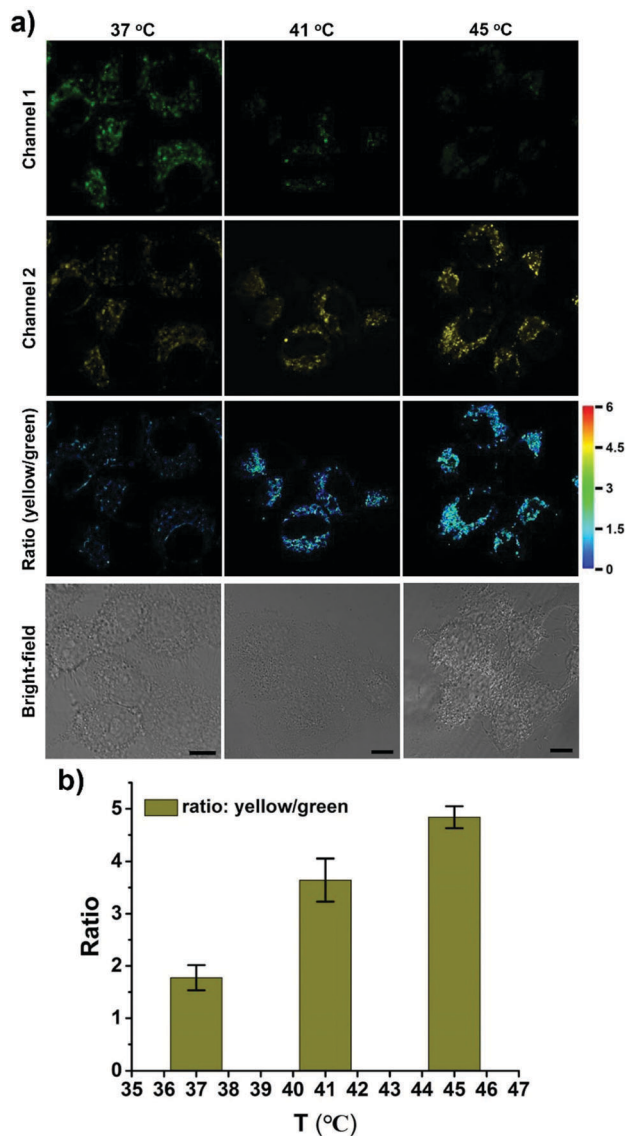 a)
37 °C 41 °C 45 °C
Channel 1
Channel 2
Ratio (yellow/green)
6
4.5
3
1.5
0
Bright-field
b)
ratio: yellow/green
Ratio
5
4
3
2
1
0
35 36 37 38 39 40 41 42 43 44 45 46 47
T (°C)